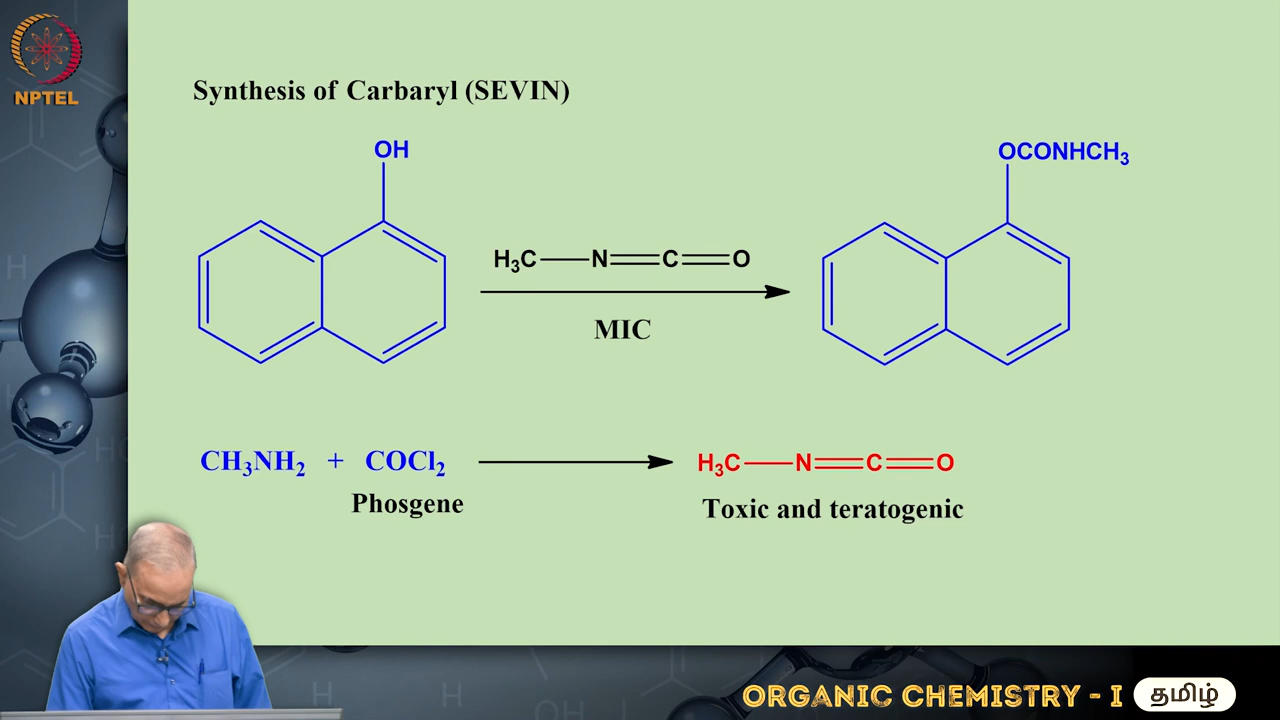 NPTEL
Synthesis of Carbaryl (SEVIN)
OH
H₃C—N=C=O
MIC
OCONHCH₃
CH₃NH₂ + COCl₂
Phosgene
H₃C—N=C=O
Toxic and teratogenic
ORGANIC CHEMISTRY - I தமிழ்